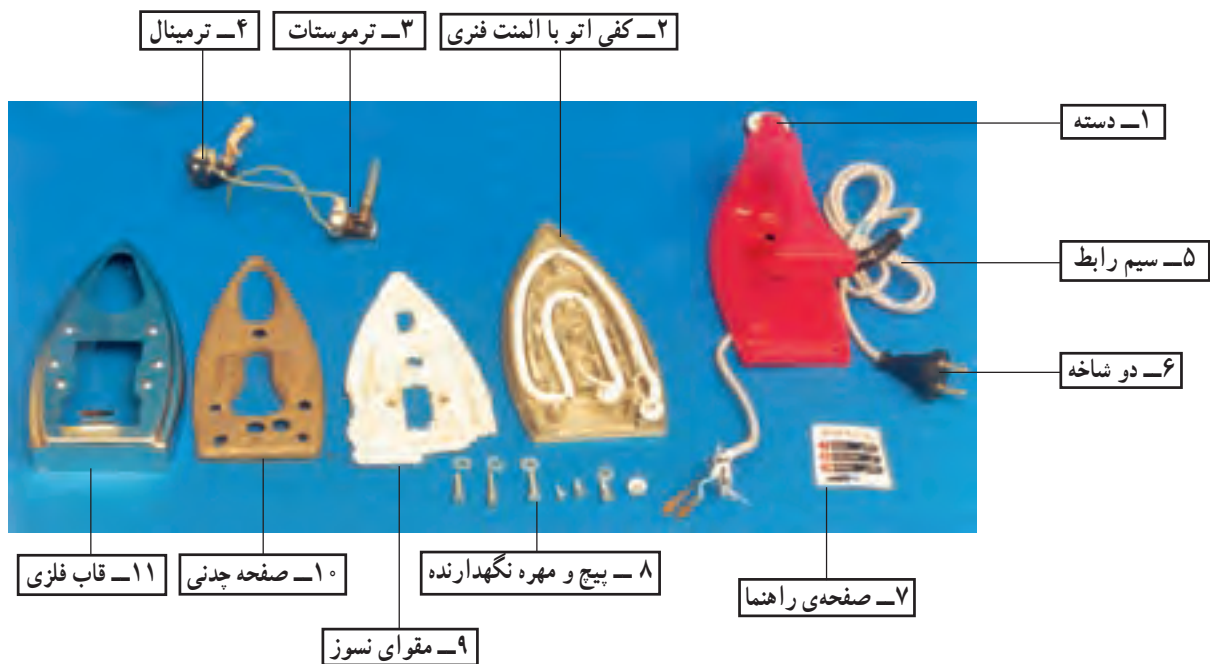 ۱ــ دسته
۲ــ کفی اتو با المنت فنری
۳ــ ترموستات
۴ــ ترمینال
۵ــ سیم رابط
۶ــ دو شاخه
۷ــ صفحه‌ی راهنما
۸ ــ پیچ و مهره نگهدارنده
۹ــ مقوای نسوز
۱۰ــ صفحه چدنی
۱۱ــ قاب فلزی